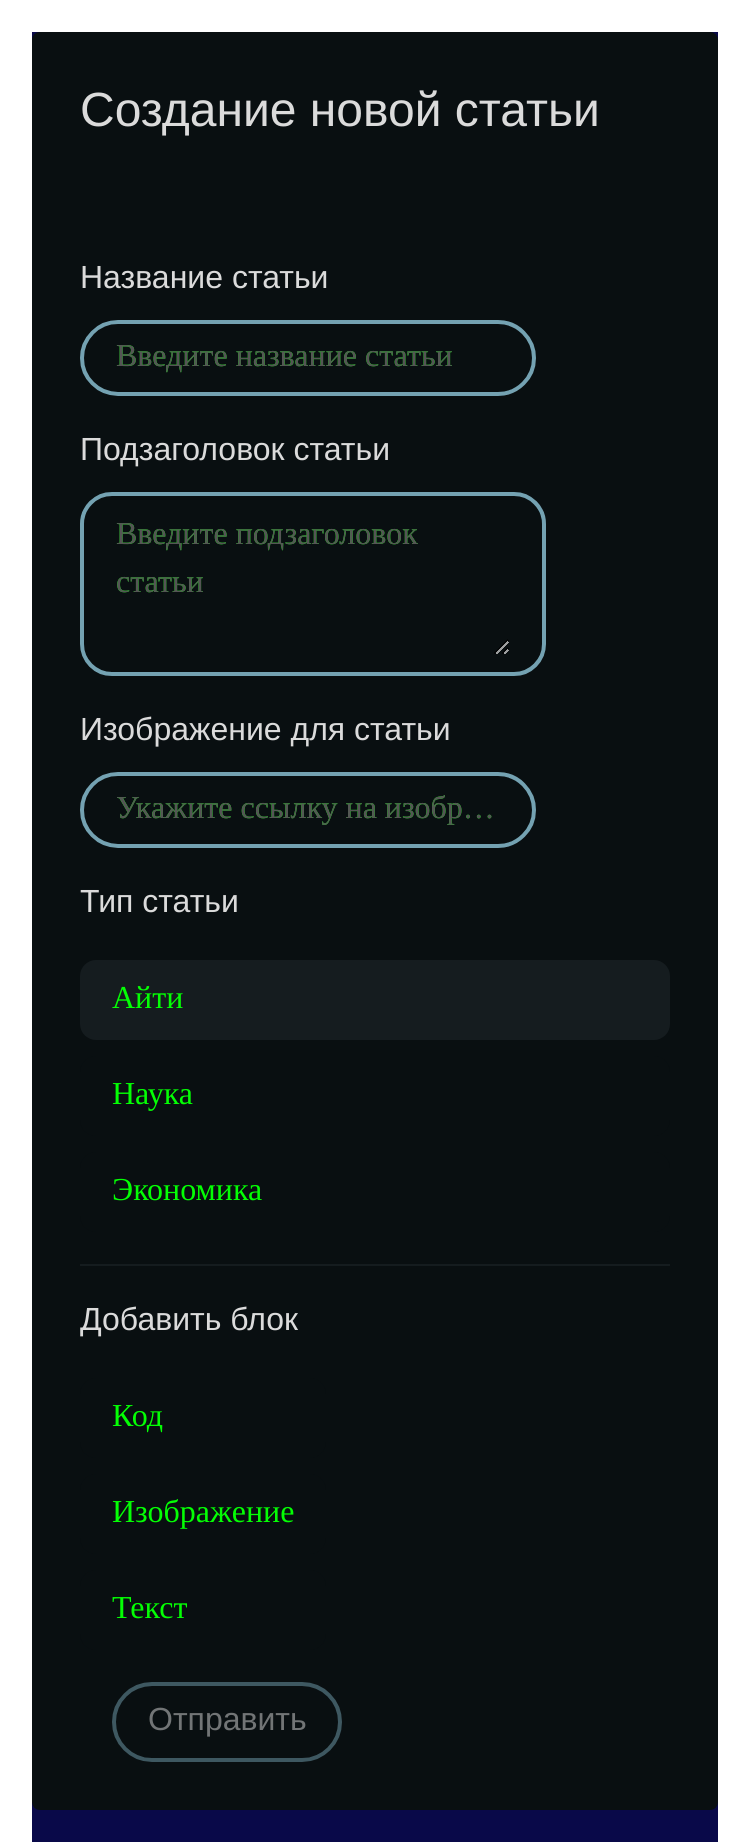 Создание новой статьи
Название статьи
Введите название статьи
Подзаголовок статьи
Введите подзаголовок
статьи
Изображение для статьи
Укажите ссылку на изобр…
Тип статьи
Айти
Наука
Экономика
Добавить блок
Код
Изображение
Текст
Отправить